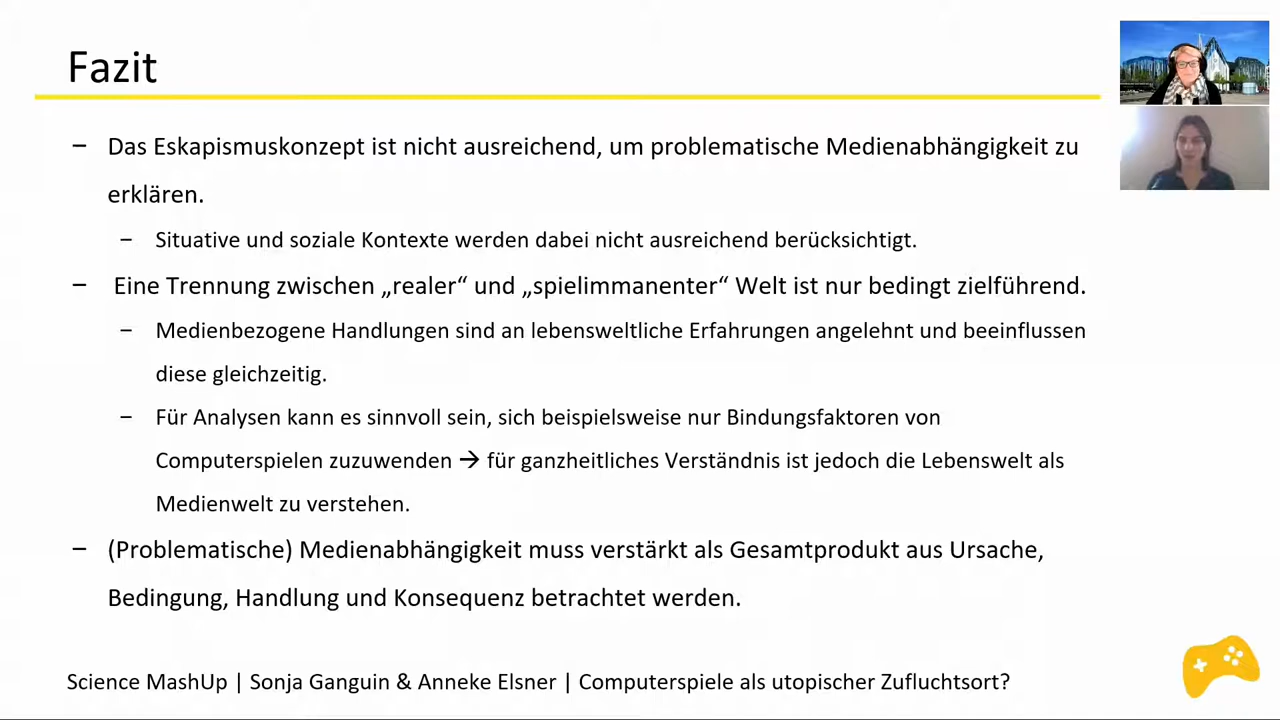 Fazit
– Das Eskapismuskonzept ist nicht ausreichend, um problematische Medienabhängigkeit zu
erklären.
– Situative und soziale Kontexte werden dabei nicht ausreichend berücksichtigt.
– Eine Trennung zwischen „realer“ und „spielimmanenter“ Welt ist nur bedingt zielführend.
– Medienbezogene Handlungen sind an lebensweltliche Erfahrungen angelehnt und beeinflussen
diese gleichzeitig.
– Für Analysen kann es sinnvoll sein, sich beispielsweise nur Bindungsfaktoren von
Computerspielen zuzuwenden → für ganzheitliches Verständnis ist jedoch die Lebenswelt als
Medienwelt zu verstehen.
– (Problematische) Medienabhängigkeit muss verstärkt als Gesamtprodukt aus Ursache,
Bedingung, Handlung und Konsequenz betrachtet werden.
Science MashUp | Sonja Ganguin & Anneke Elsner | Computerspiele als utopischer Zufluchtsort?